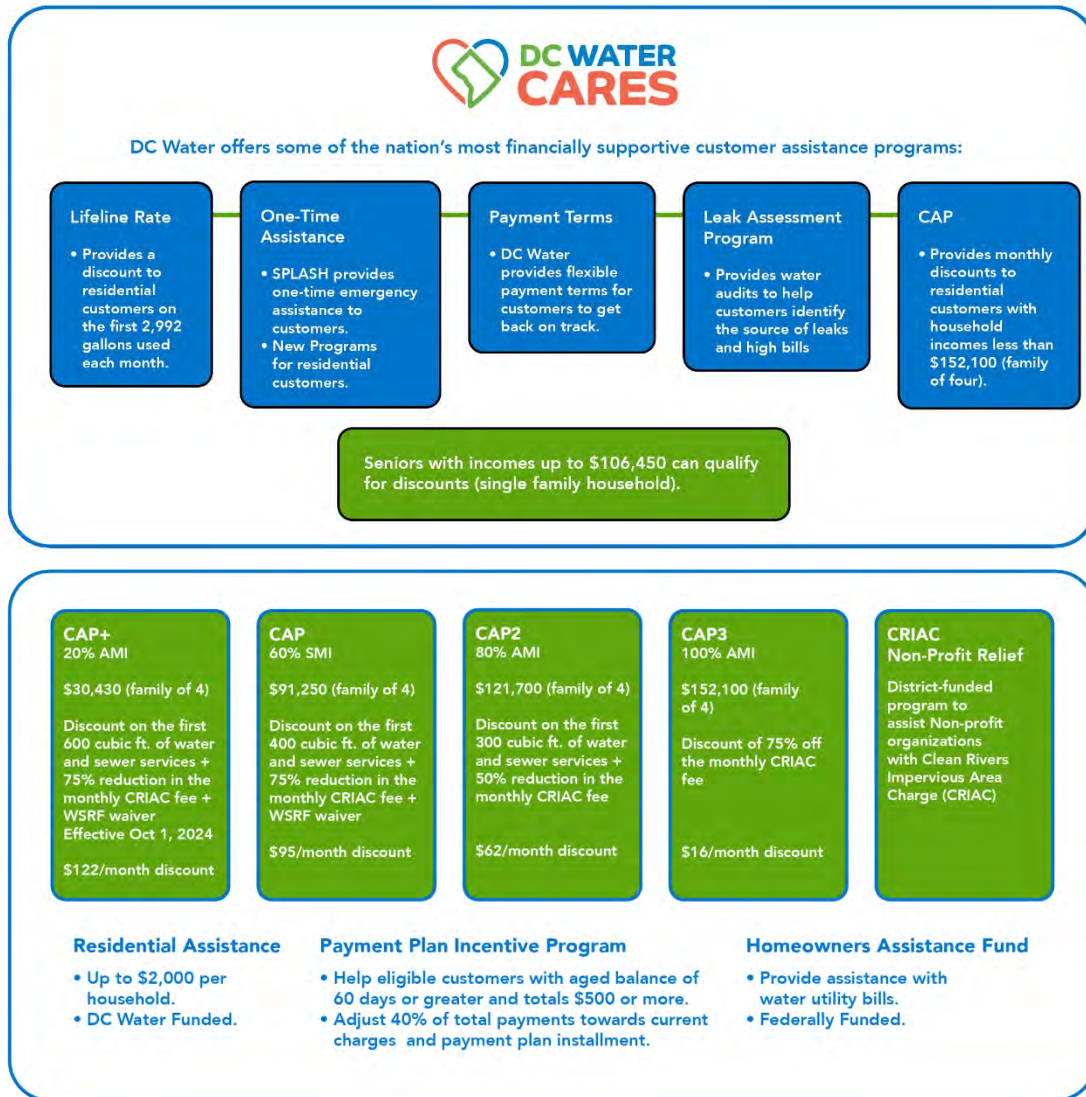 DC WATER
CARES
DC Water offers some of the nation's most financially supportive customer assistance programs:
Lifeline Rate
• Provides a
discount to
residential
customers on
the first 2,992
gallons used
each month.
One-Time
Assistance
• SPLASH provides
one-time emergency
assistance to
customers.
• New Programs
for residential
customers.
Payment Terms
• DC Water
provides flexible
payment terms for
customers to get
back on track.
Leak Assessment
Program
• Provides water
audits to help
customers identify
the source of leaks
and high bills
CAP
• Provides monthly
discounts to
residential
customers with
household
incomes less than
$152,100 (family
of four).
Seniors with incomes up to $106,450 can qualify
for discounts (single family household).
CAP+
20% AMI
$30,430 (family of 4)
Discount on the first
600 cubic ft. of water
and sewer services +
75% reduction in the
monthly CRIAC fee +
WSRF waiver
Effective Oct 1, 2024
$122/month discount
CAP
60% SMI
$91,250 (family of 4)
Discount on the first
400 cubic ft. of water
and sewer services +
75% reduction in the
monthly CRIAC fee +
WSRF waiver
$95/month discount
CAP2
80% AMI
$121,700 (family of 4)
Discount on the first
300 cubic ft. of water
and sewer services +
50% reduction in the
monthly CRIAC fee
$62/month discount
CAP3
100% AMI
$152,100 (family
of 4)
Discount of 75% off
the monthly CRIAC
fee
$16/month discount
CRIAC
Non-Profit Relief
District-funded
program to
assist Non-profit
organizations
with Clean Rivers
Impervious Area
Charge (CRIAC)
Residential Assistance
• Up to $2,000 per
household.
• DC Water Funded.
Payment Plan Incentive Program
• Help eligible customers with aged balance of
60 days or greater and totals $500 or more.
• Adjust 40% of total payments towards current
charges and payment plan installment.
Homeowners Assistance Fund
• Provide assistance with
water utility bills.
• Federally Funded.